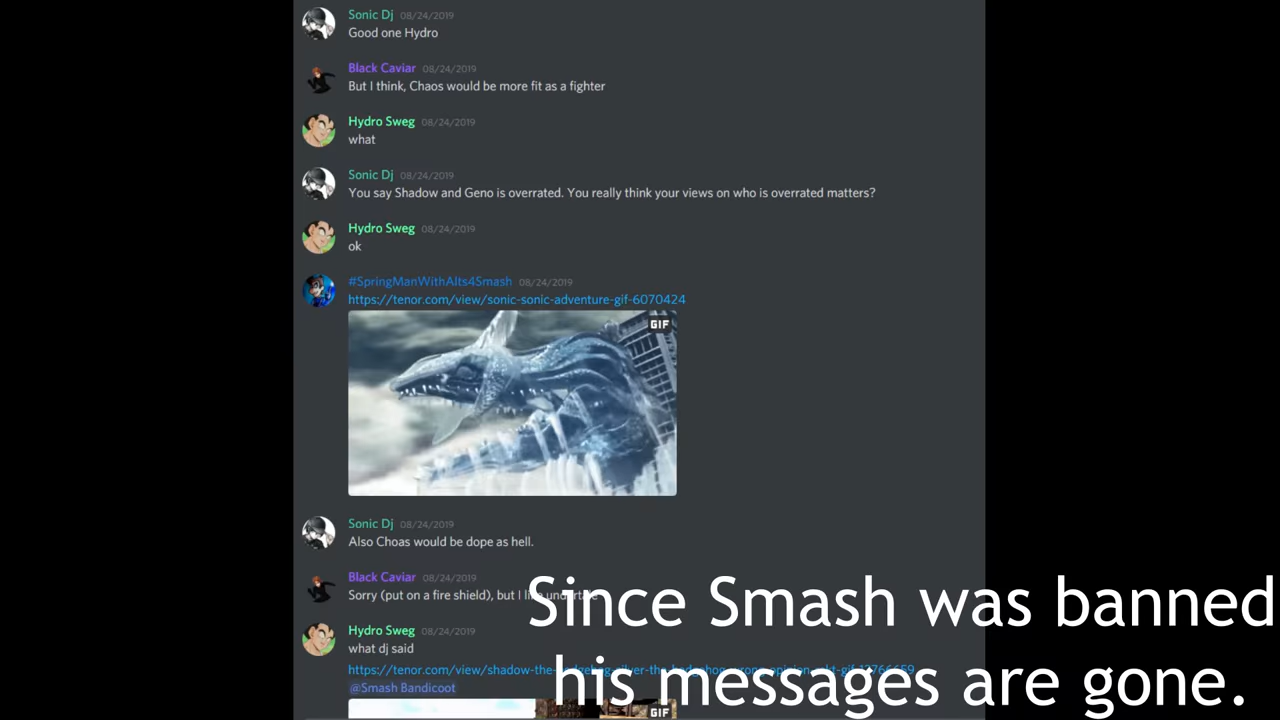 Sonic Dj 08/24/2019
Good one Hydro
Black Caviar 08/24/2019
But I think, Chaos would be more fit as a fighter
Hydro Sweg 08/24/2019
what
Sonic Dj 08/24/2019
You say Shadow and Geno is overrated. You really think your views on who is overrated matters?
Hydro Sweg 08/24/2019
ok
#SpringManWithAlts4Smash 08/24/2019
https://tenor.com/view/sonic-sonic-adventure-gif-6070424
GIF
Sonic Dj 08/24/2019
Also Choas would be dope as hell.
Black Caviar 08/24/2019
Sorry (put on a fire shield), but I
Since Smash was banned
Hydro Sweg 08/24/2019
what dj said
his messages are gone.
@Smash Bandicoot
GIF